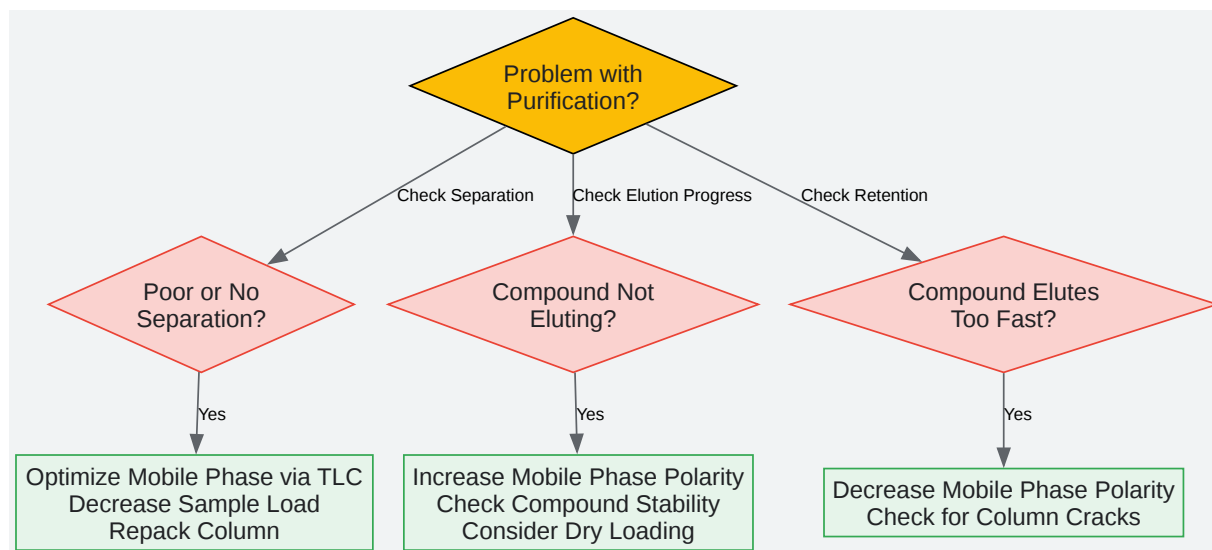 Problem with
Purification?
Check Separation
Check Elution Progress
Check Retention
Poor or No
Separation?
Compound Not
Eluting?
Compound Elutes
Too Fast?
Yes
Yes
Yes
Optimize Mobile Phase via TLC
Decrease Sample Load
Repack Column
Increase Mobile Phase Polarity
Check Compound Stability
Consider Dry Loading
Decrease Mobile Phase Polarity
Check for Column Cracks